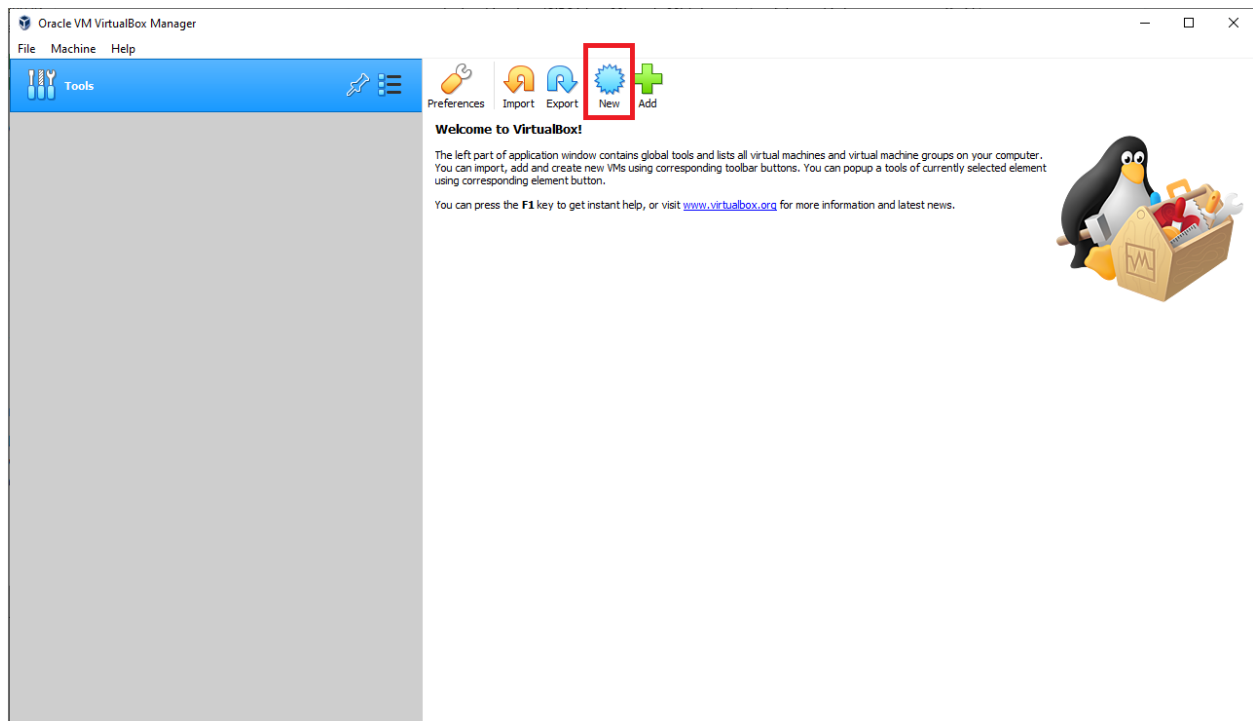 Oracle VM VirtualBox Manager
File Machine Help
Tools
Preferences Import Export New Add
Welcome to VirtualBox!
The left part of application window contains global tools and lists all virtual machines and virtual machine groups on your computer.
You can import, add and create new VMs using corresponding toolbar buttons. You can popup a tools of currently selected element
using corresponding element button.
You can press the F1 key to get instant help, or visit www.virtualbox.org for more information and latest news.